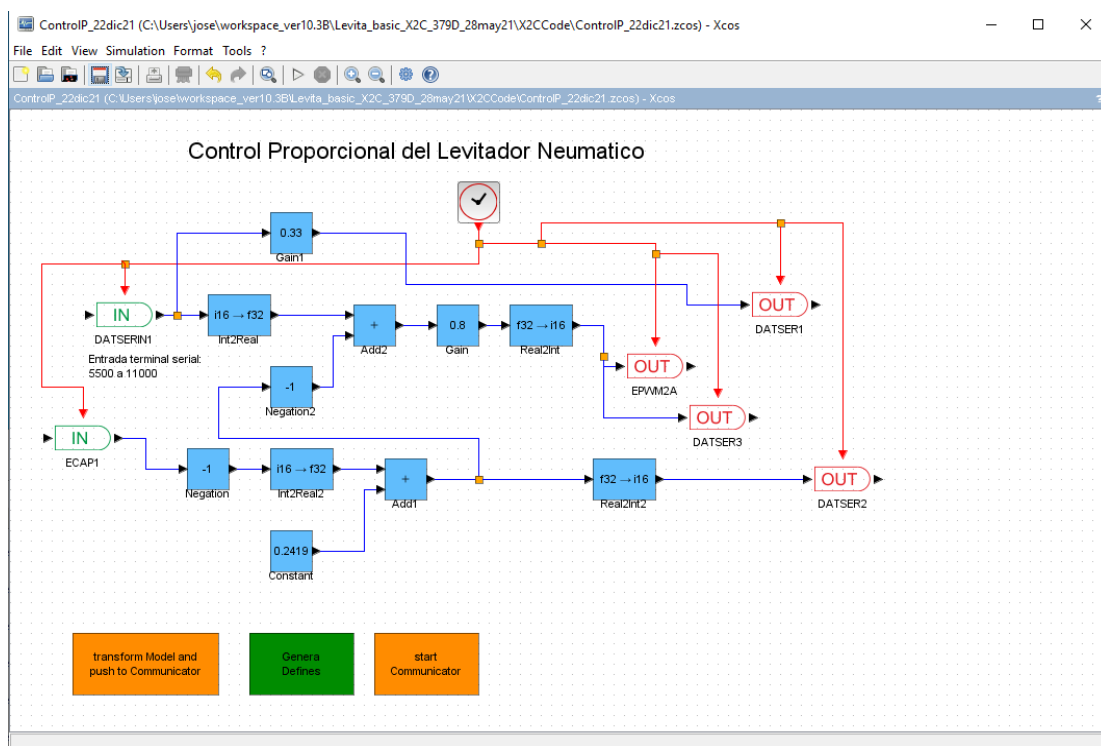 ControlP_22dic21 (C:\Users\jose\workspace_ver10.3B\Levita_basic_X2C_379D_28may21\X2CCode\ControlP_22dic21.zcos) - Xcos
File Edit View Simulation Format Tools ?
ControlP_22dic21 (C:\Users\jose\workspace_ver10.3B\Levita_basic_X2C_379D_28may21\X2CCode\ControlP_22dic21.zcos) - Xcos
?
Control Proporcional del Levitador Neumatico
0.33
Gain1
IN
DATSERIN1
Entrada terminal serial:
5500 a 11000
i16 → f32
Int2Real
+
Add2
0.8
Gain
f32 → i16
Real2Int
OUT
DATSER1
OUT
EPWM2A
-1
Negation2
OUT
DATSER3
IN
ECAP1
-1
Negation
i16 → f32
Int2Real2
+
Add1
f32 → i16
Real2Int2
OUT
DATSER2
0.2419
Constant
transform Model and
push to Communicator
Genera
Defines
start
Communicator